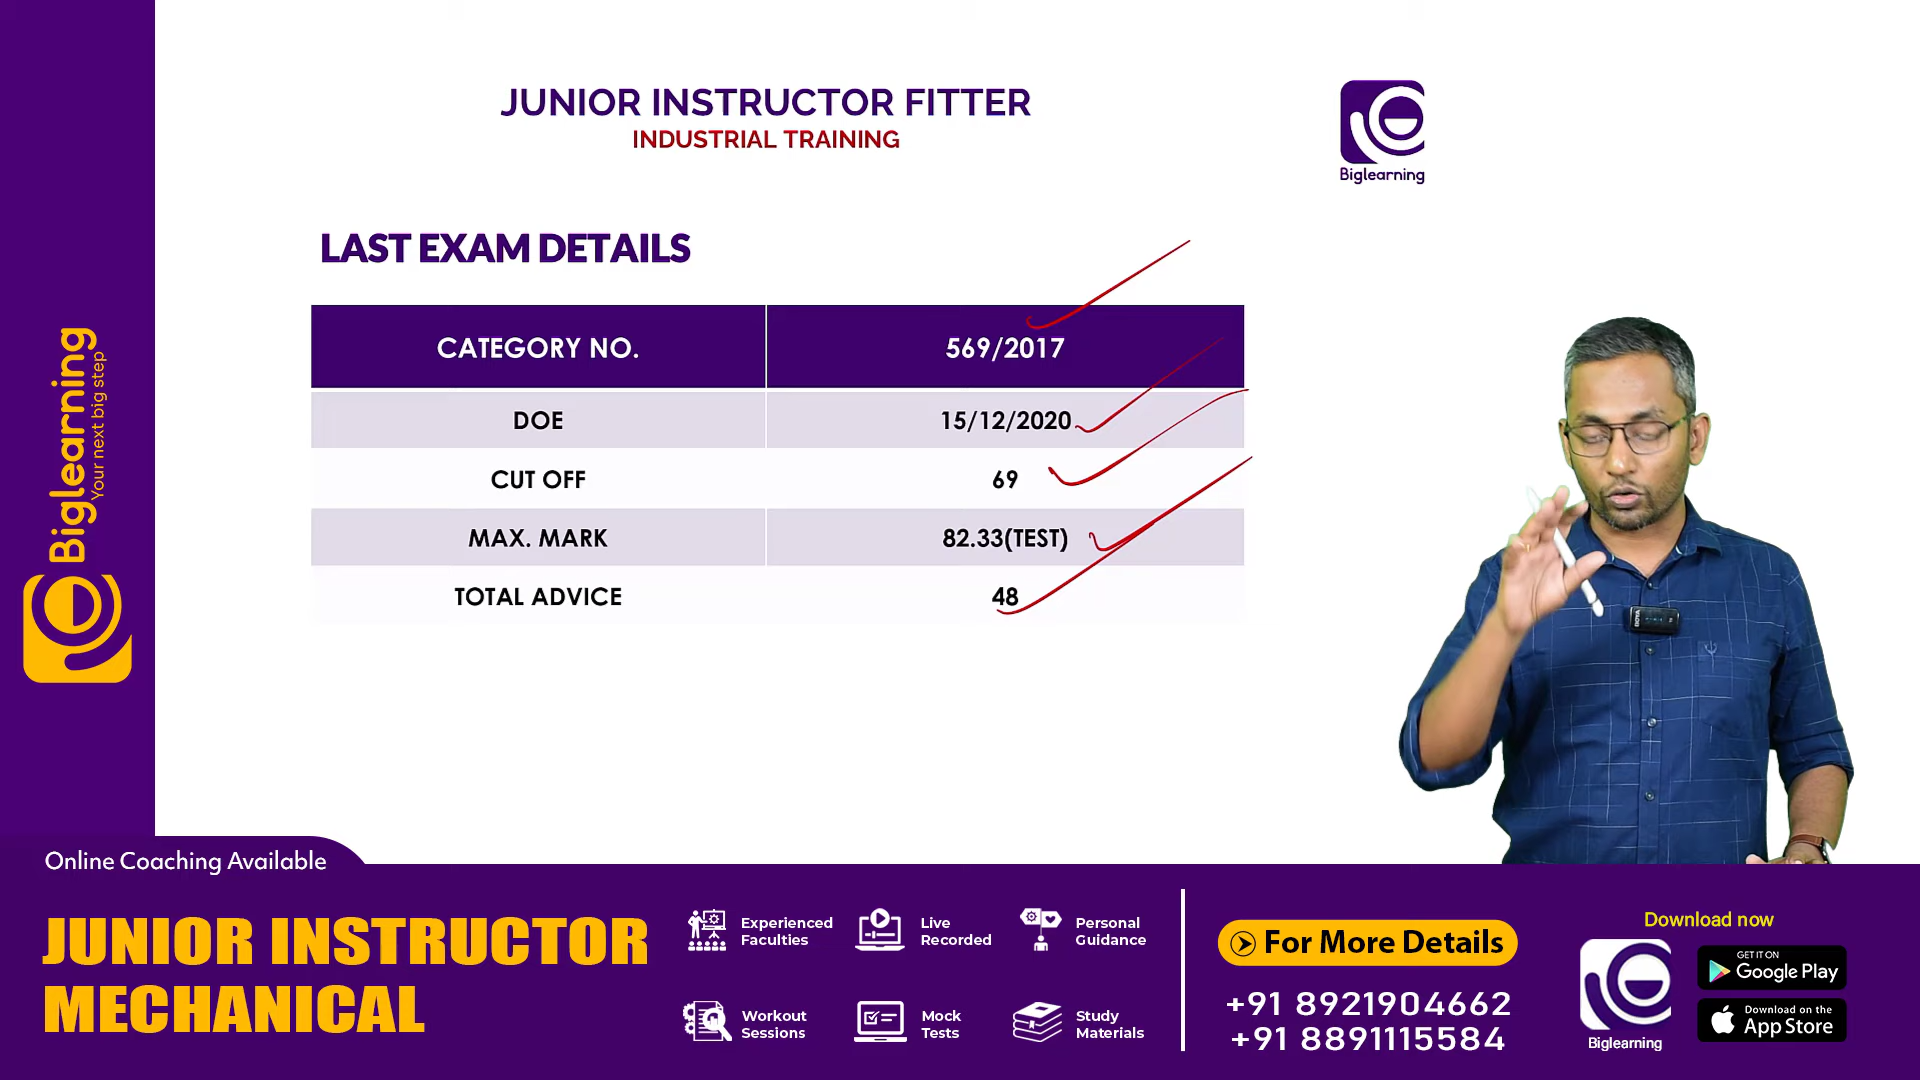 JUNIOR INSTRUCTOR FITTER
INDUSTRIAL TRAINING
Biglearning
LAST EXAM DETAILS
CATEGORY NO. 569/2017
DOE 15/12/2020
CUT OFF 69
MAX. MARK 82.33(TEST)
TOTAL ADVICE 48
Biglearning
Your next big step
Online Coaching Available
JUNIOR INSTRUCTOR
MECHANICAL
Experienced
Faculties
Live
Recorded
Personal
Guidance
Workout
Sessions
Mock
Tests
Study
Materials
For More Details
+91 8921904662
+91 8891115584
Download now
Biglearning
GET IT ON
Google Play
Download on the
App Store